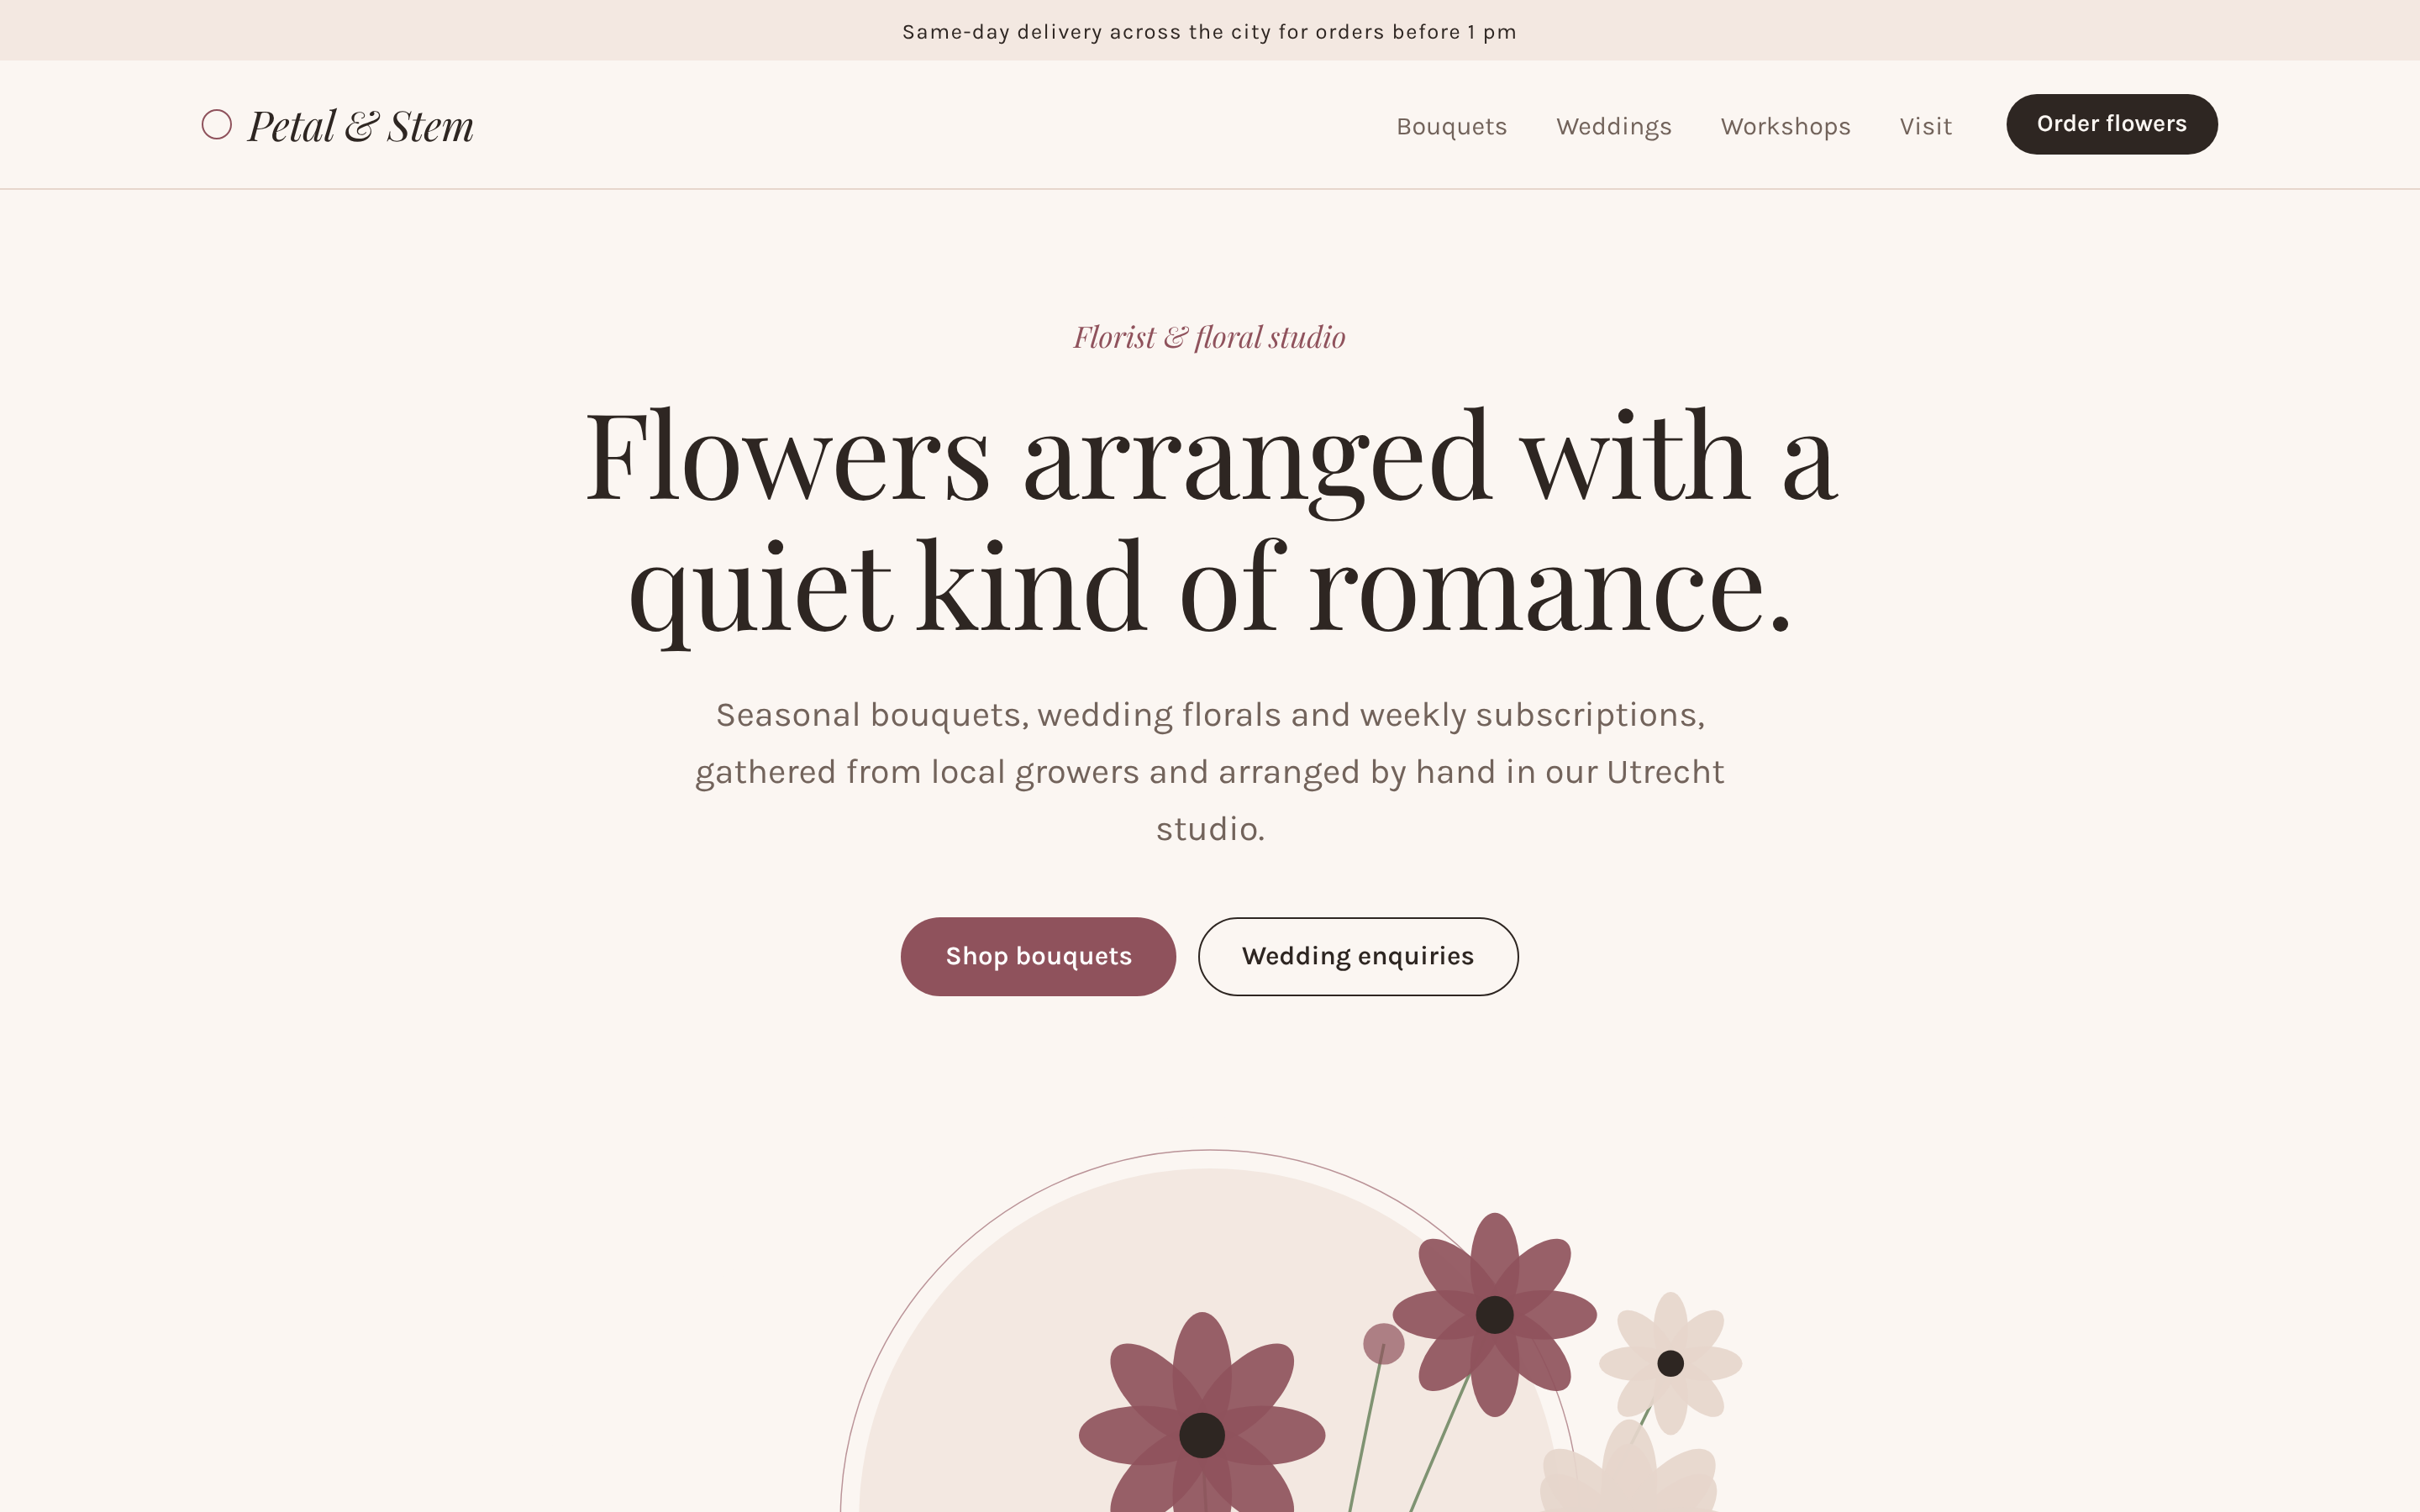 Same-day delivery across the city for orders before 1 pm
Petal & Stem
Bouquets
Weddings
Workshops
Visit
Order flowers
Florist & floral studio
Flowers arranged with a
quiet kind of romance.
Seasonal bouquets, wedding florals and weekly subscriptions,
gathered from local growers and arranged by hand in our Utrecht
studio.
Shop bouquets
Wedding enquiries